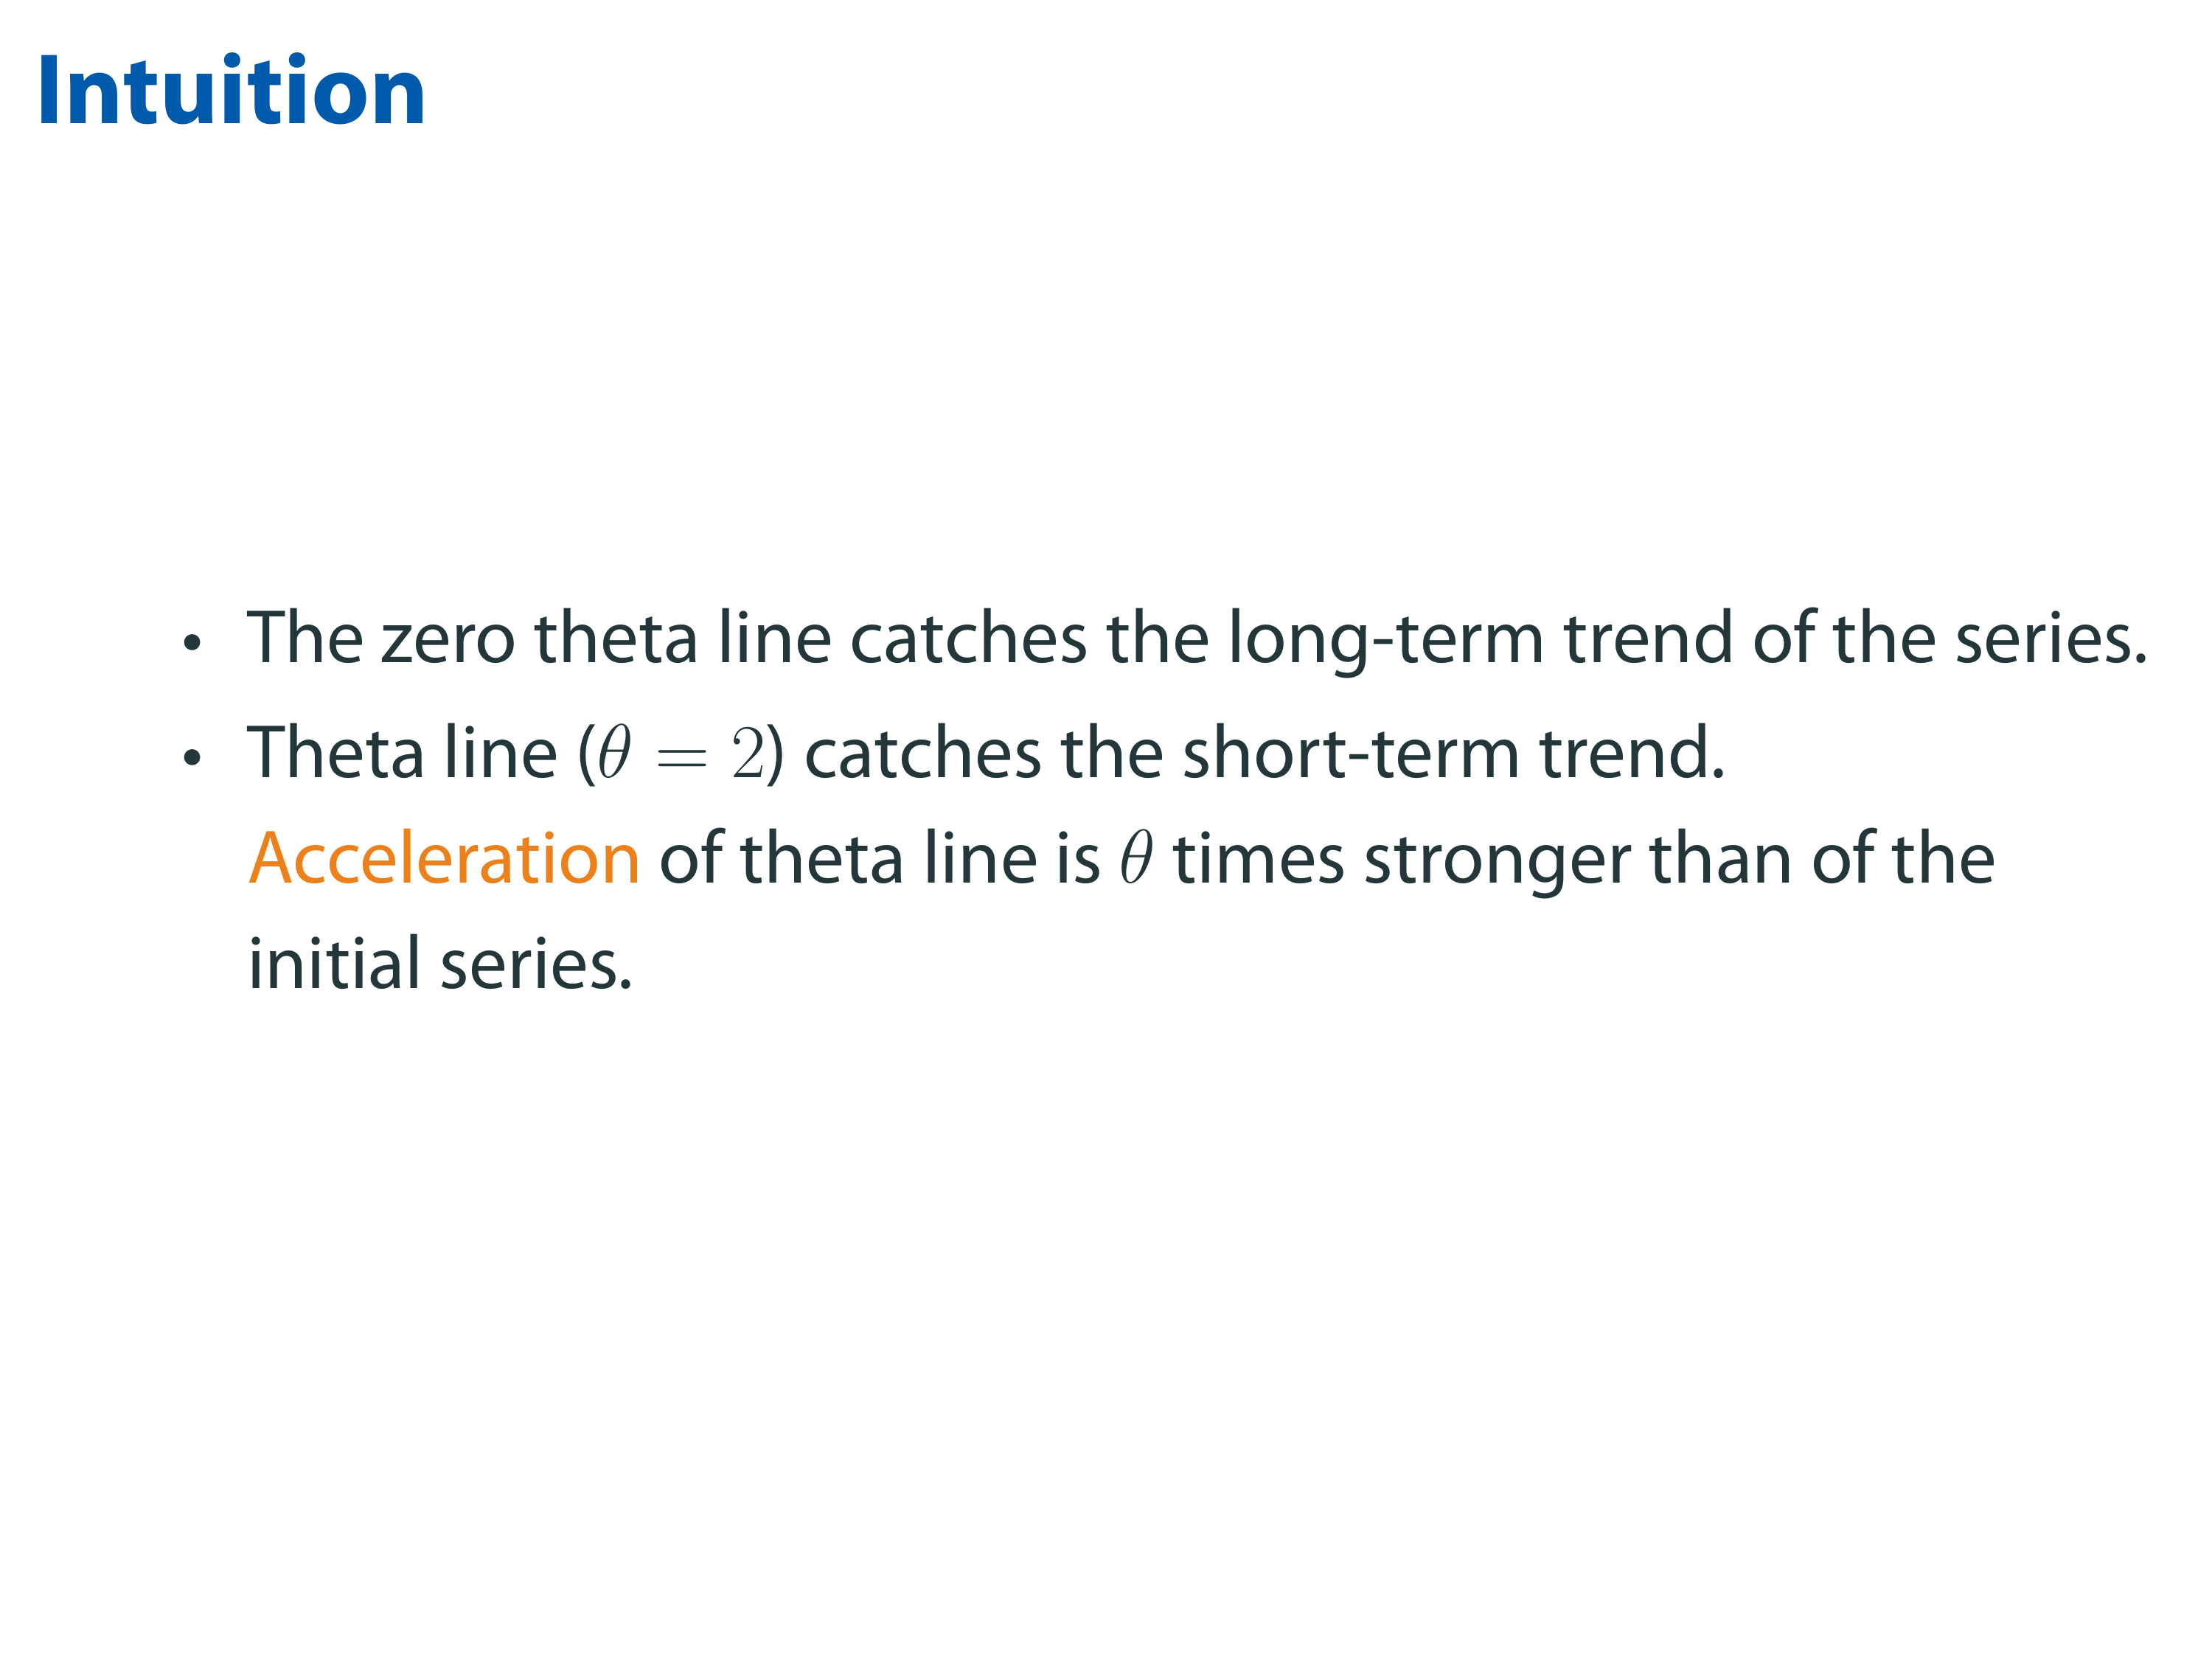 Intuition
• The zero theta line catches the long-term trend of the series.
• Theta line (θ = 2) catches the short-term trend.
Acceleration of theta line is θ times stronger than of the
initial series.